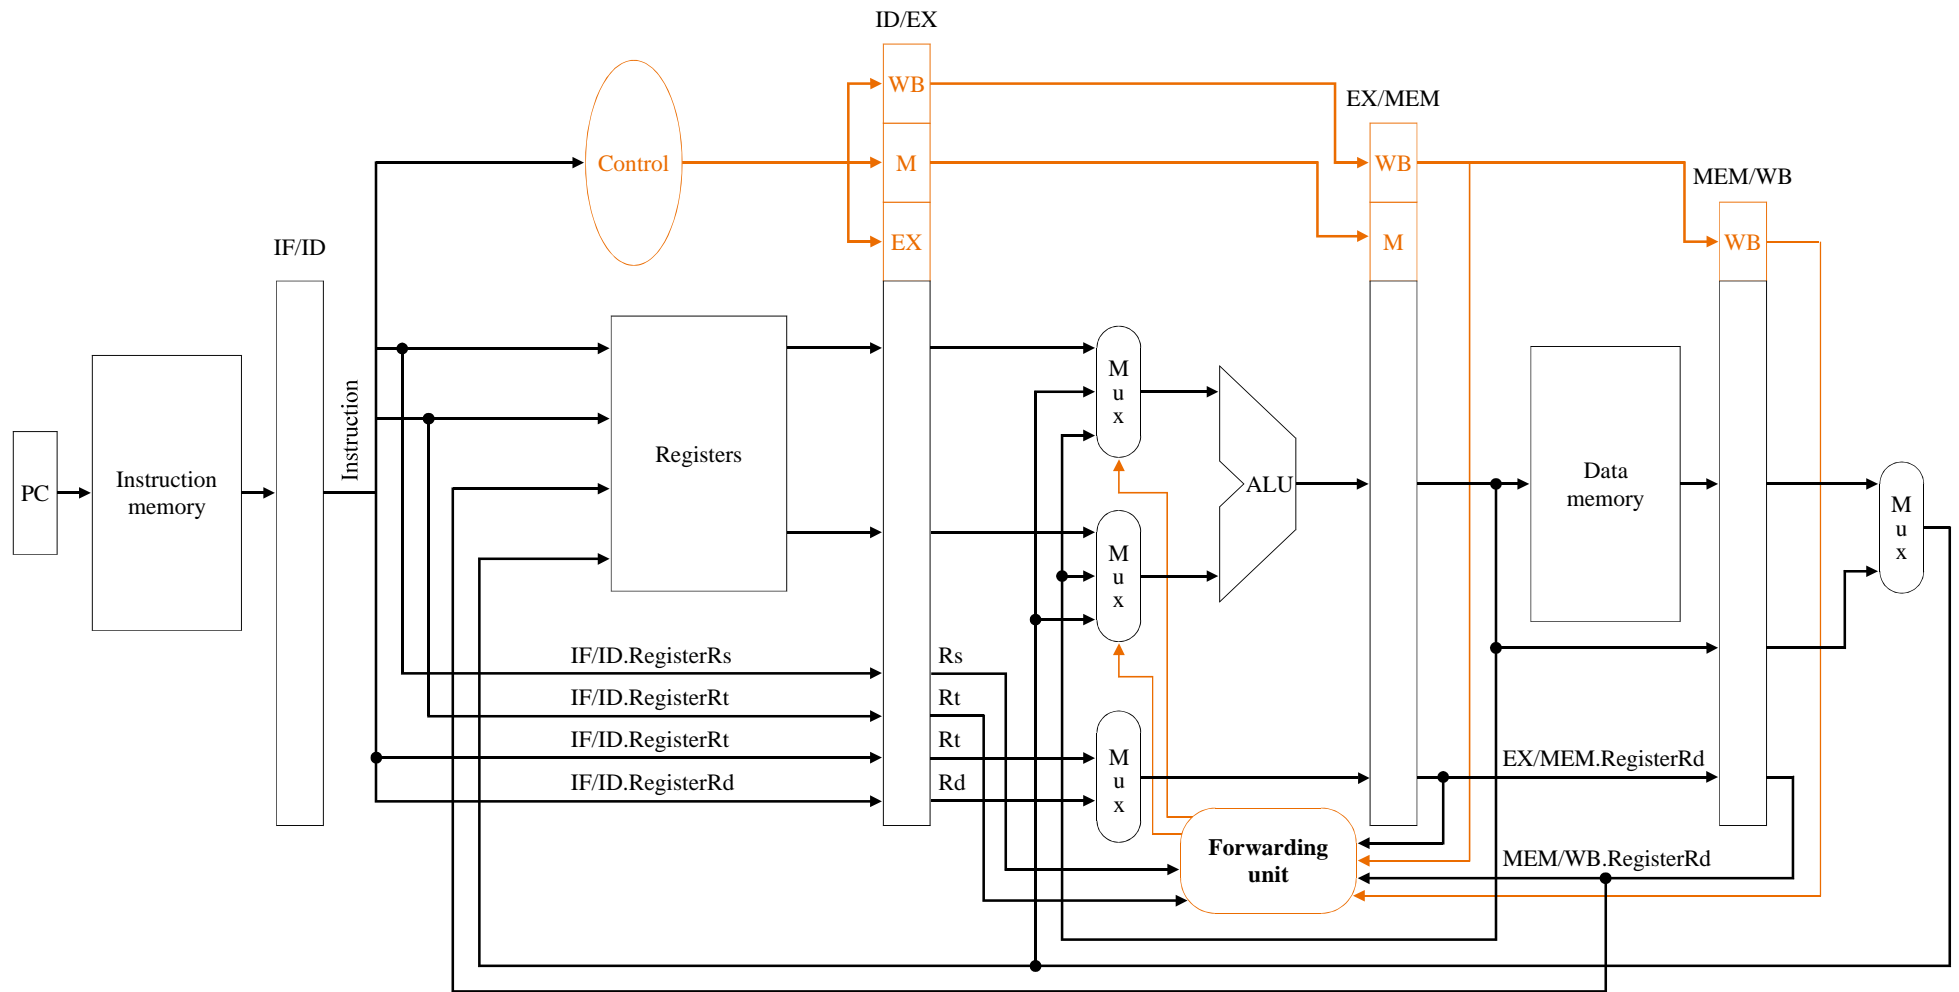 ID/EX
WB
EX/MEM
Control
M
WB
MEM/WB
IF/ID
EX
M
WB
Instruction
PC
Instruction
memory
Registers
M
u
x
M
u
x
ALU
Data
memory
M
u
x
IF/ID.RegisterRs
Rs
IF/ID.RegisterRt
Rt
IF/ID.RegisterRt
Rt
IF/ID.RegisterRd
Rd
M
u
x
EX/MEM.RegisterRd
Forwarding
unit
MEM/WB.RegisterRd